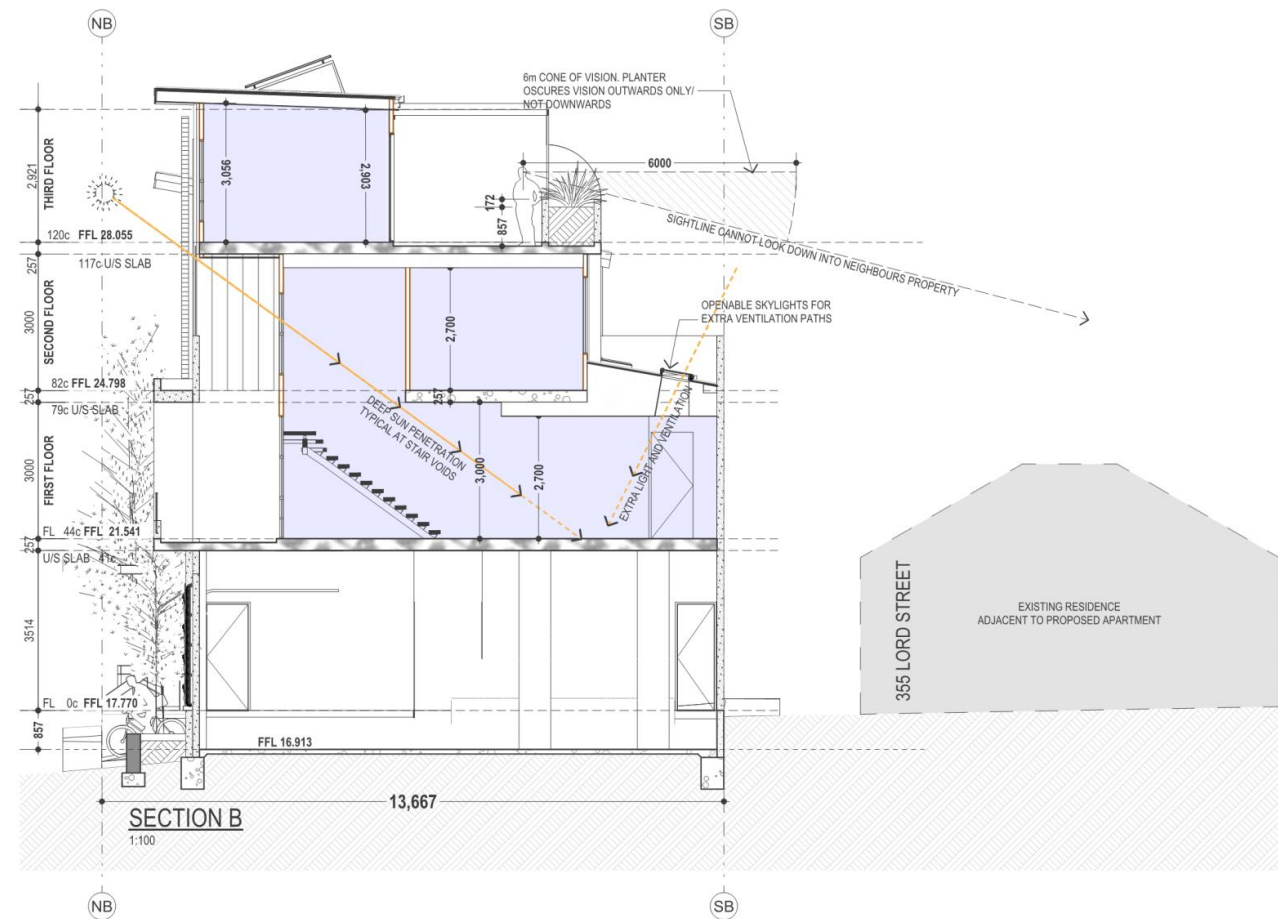 NB
SB
6m CONE OF VISION. PLANTER
OSCURES VISION OUTWARDS ONLY/
NOT DOWNWARDS
6000
2,921
THIRD FLOOR
3,056
2,903
172
857
SIGHTLINE CANNOT LOOK DOWN INTO NEIGHBOURS PROPERTY
120c FFL 28.055
257
117c U/S SLAB
OPENABLE SKYLIGHTS FOR
EXTRA VENTILATION PATHS
3000
SECOND FLOOR
2,700
82c FFL 24.798
257
257
79c U/S SLAB
DEEP SUN PENETRATION
TYPICAL AT STAIR VOIDS
EXTRA LIGHT AND VENTILATION
3000
FIRST FLOOR
3,000
2,700
FL 44c FFL 21.541
257
U/S SLAB 41c
3514
355 LORD STREET
EXISTING RESIDENCE
ADJACENT TO PROPOSED APARTMENT
FL 0c FFL 17.770
857
FFL 16.913
13,667
SECTION B
1:100
NB
SB